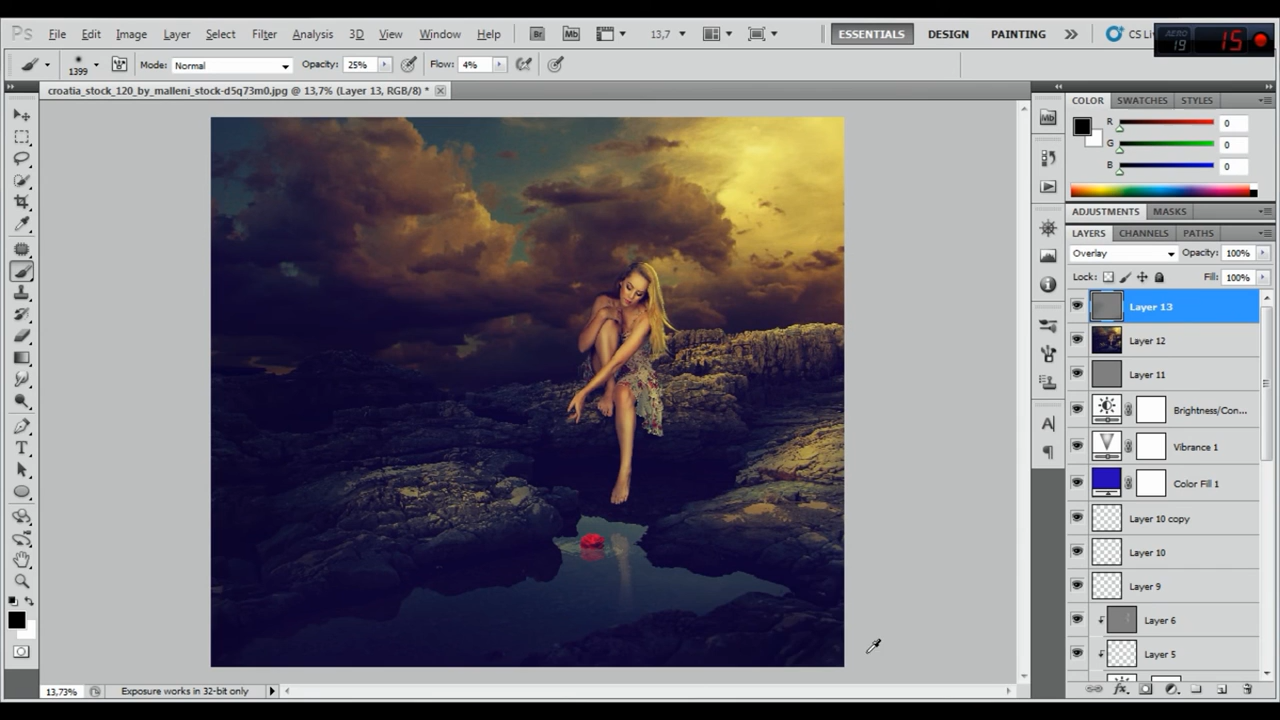 Ps File Edit Image Layer Select Filter Analysis 3D View Window Help Br Mb 13,7 ESSENTIALS DESIGN PAINTING CS Li AERO 19 15
1399 Mode: Normal Opacity: 25% Flow: 4%
croatia_stock_120_by_malleni_stock-d5q73m0.jpg @ 13,7% (Layer 13, RGB/8) *
COLOR SWATCHES STYLES
Mb
R 0
G 0
B 0
ADJUSTMENTS MASKS
LAYERS CHANNELS PATHS
Overlay Opacity: 100%
Lock: Fill: 100%
Layer 13
Layer 12
Layer 11
Brightness/Con...
A
T
Vibrance 1
Color Fill 1
Layer 10 copy
Layer 10
Layer 9
Layer 6
Layer 5
13,73% Exposure works in 32-bit only
fx